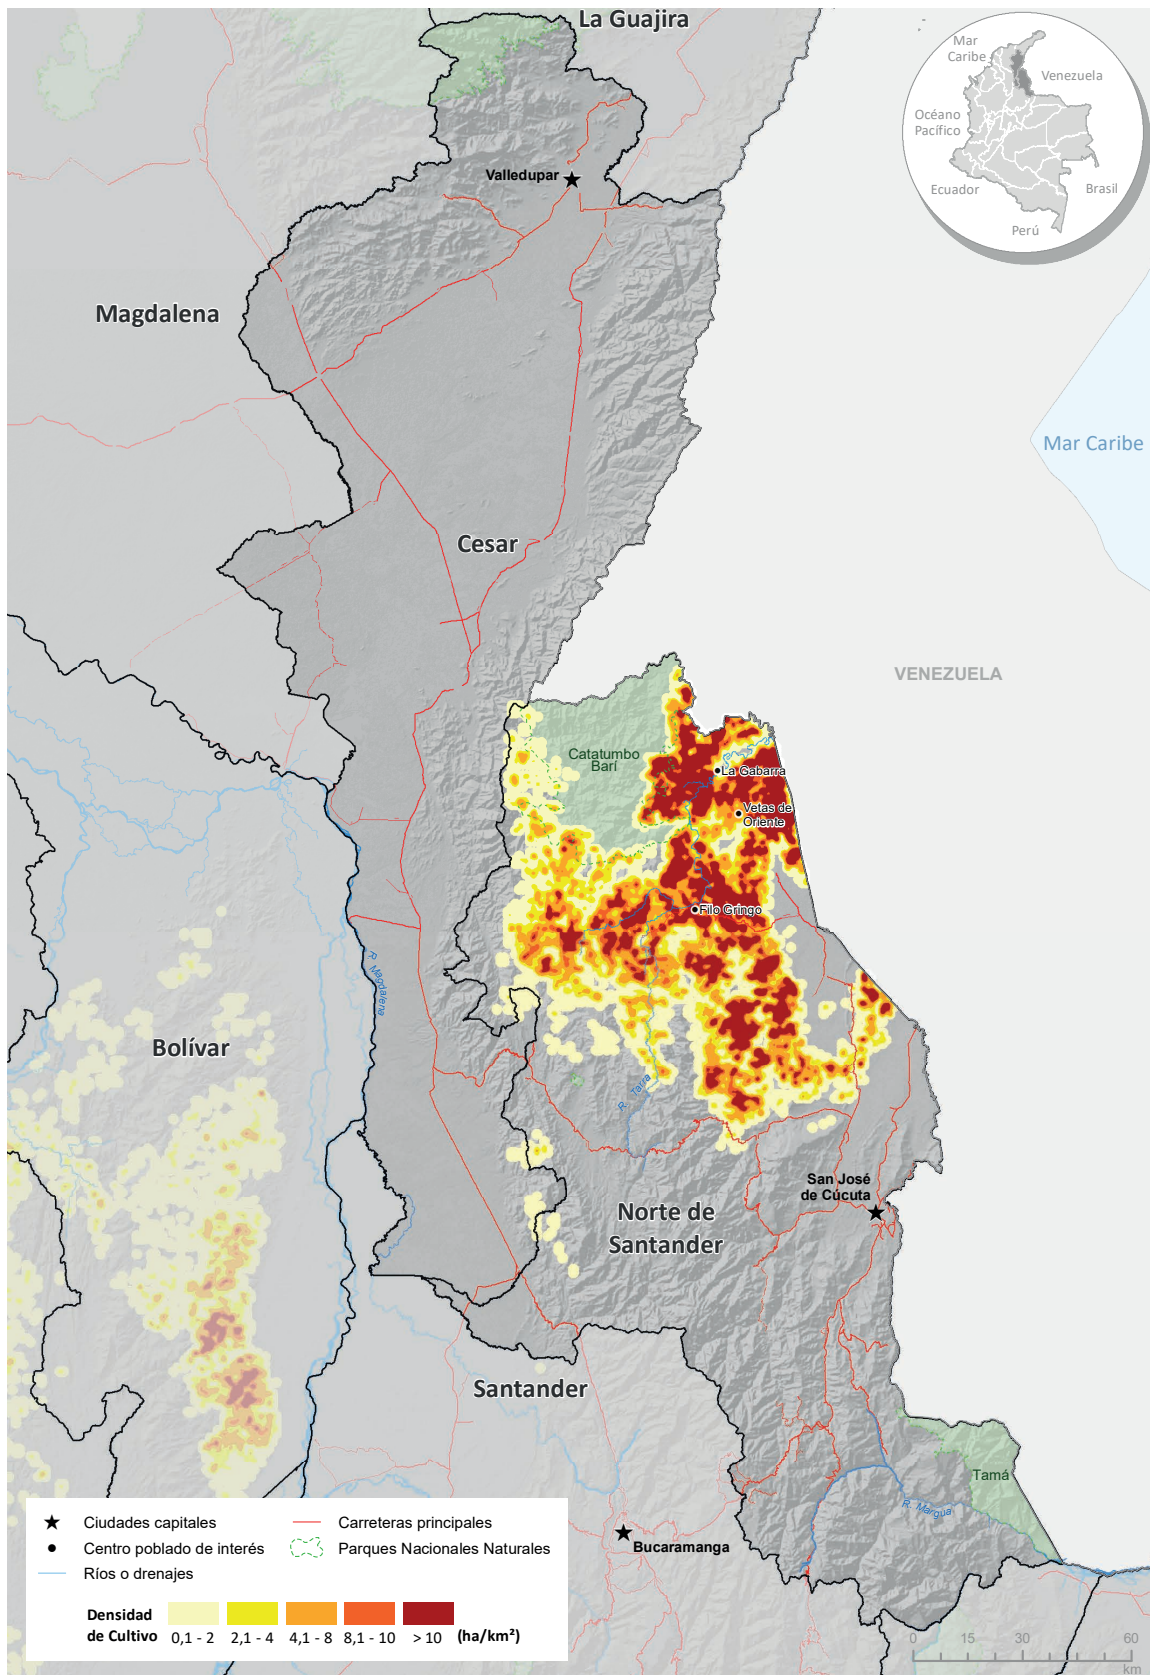 La Guajira
Mar
Caribe
Venezuela
Océano
Pacífico
Ecuador
Brasil
Perú
Valledupar
Magdalena
Mar Caribe
Cesar
VENEZUELA
Catatumbo
Barí
La Gabarra
Vetas de
Oriente
Filo Gringo
R. Magdalena
Bolívar
R. Tarra
San José
de Cúcuta
Norte de
Santander
Santander
Tamá
R. Margua
Bucaramanga
Ciudades capitales
Carreteras principales
Centro poblado de interés
Parques Nacionales Naturales
Ríos o drenajes
Densidad
de Cultivo
0,1 - 2
2,1 - 4
4,1 - 8
8,1 - 10
> 10
(ha/km²)
0 15 30 60
km